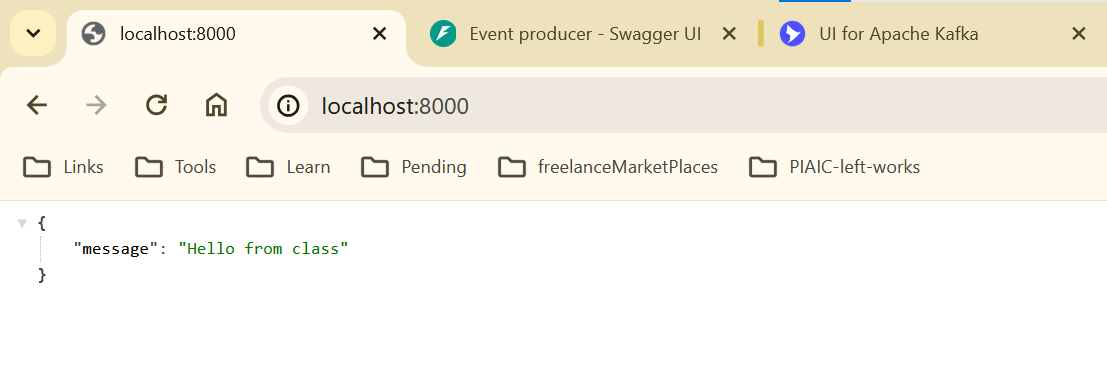 localhost:8000
Event producer - Swagger UI
UI for Apache Kafka
localhost:8000
Links
Tools
Learn
Pending
freelanceMarketPlaces
PIAIC-left-works
{
"message": "Hello from class"
}